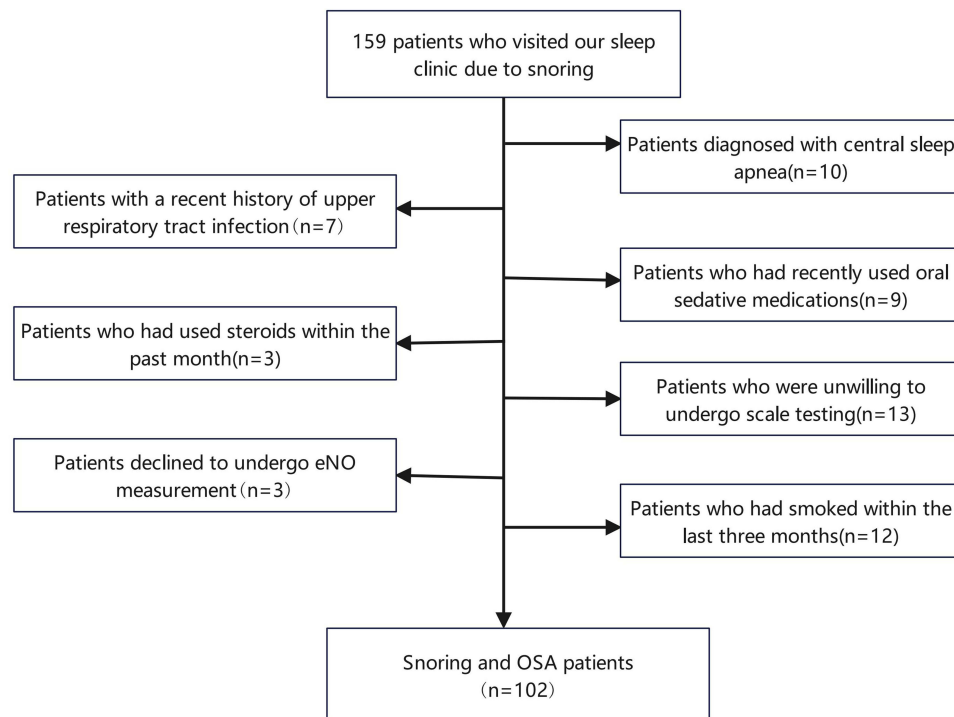 159 patients who visited our sleep
clinic due to snoring
Patients diagnosed with central sleep
apnea(n=10)
Patients with a recent history of upper
respiratory tract infection（n=7）
Patients who had recently used oral
sedative medications(n=9)
Patients who had used steroids within the
past month(n=3)
Patients who were unwilling to
undergo scale testing(n=13)
Patients declined to undergo eNO
measurement（n=3）
Patients who had smoked within the
last three months(n=12)
Snoring and OSA patients
（n=102）